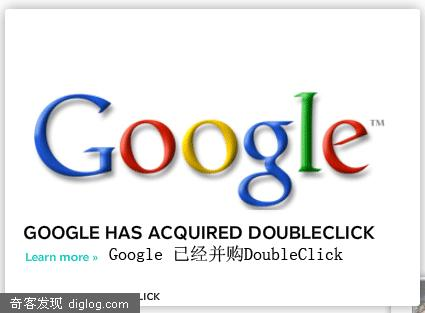 Google™
GOOGLE HAS ACQUIRED DOUBLECLICK
Learn more » Google 已经并购DoubleClick
LICK
奇客发现 diglog.com